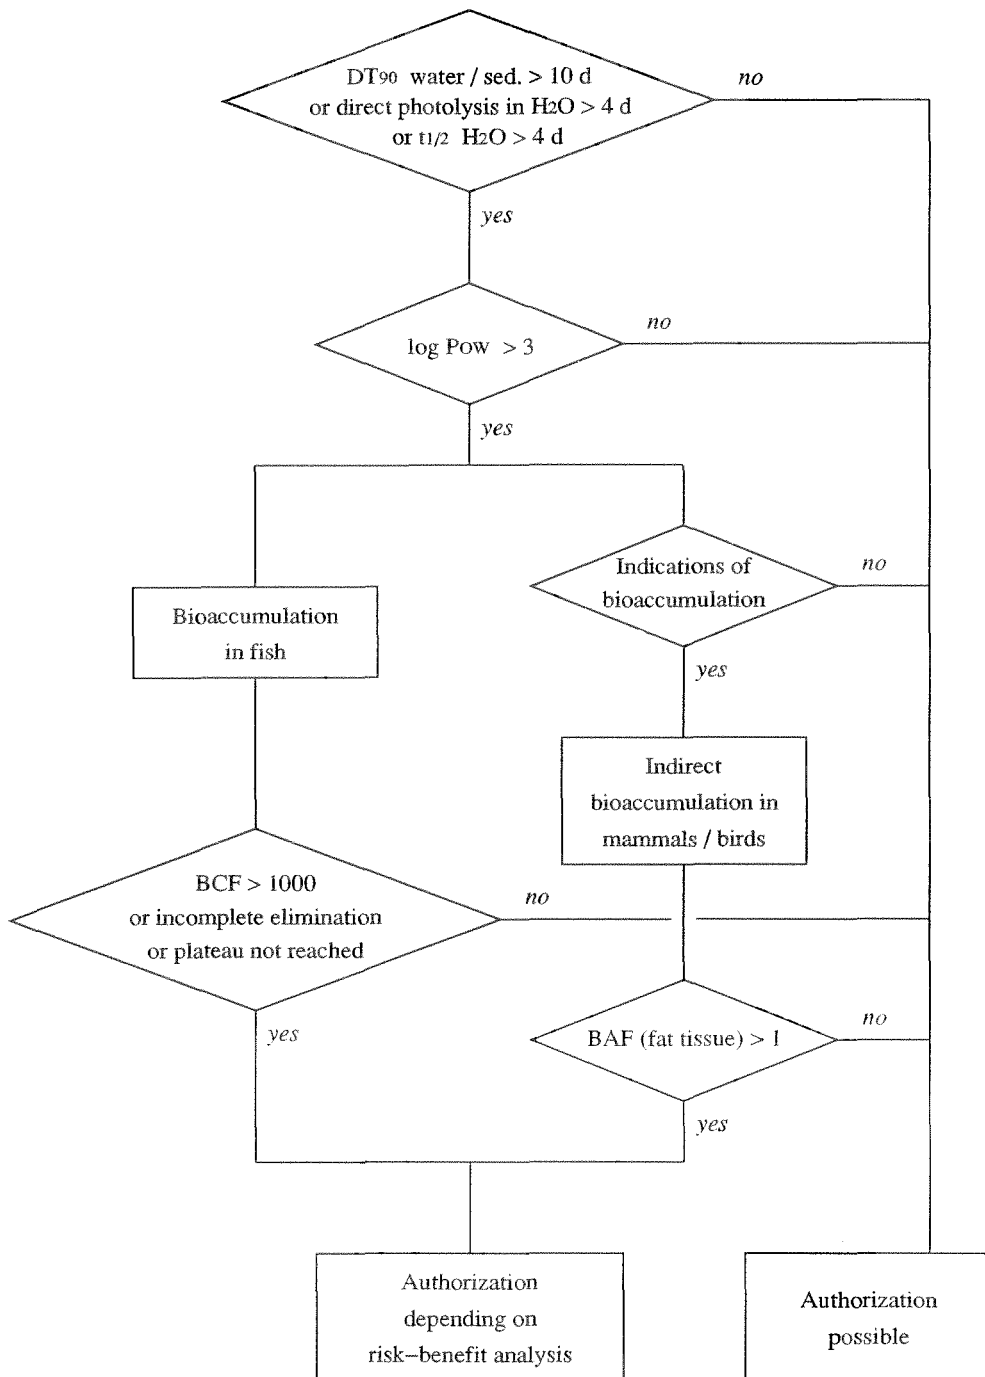 DT90 water / sed. > 10 d
or direct photolysis in H2O > 4 d
or t1/2 H2O > 4 d
no
yes
log POW > 3
no
yes
Indications of
bioaccumulation
no
yes
Bioaccumulation
in fish
Indirect
bioaccumulation in
mammals / birds
BCF > 1000
or incomplete elimination
or plateau not reached
no
yes
BAF (fat tissue) > 1
no
yes
Authorization
depending on
risk–benefit analysis
Authorization
possible